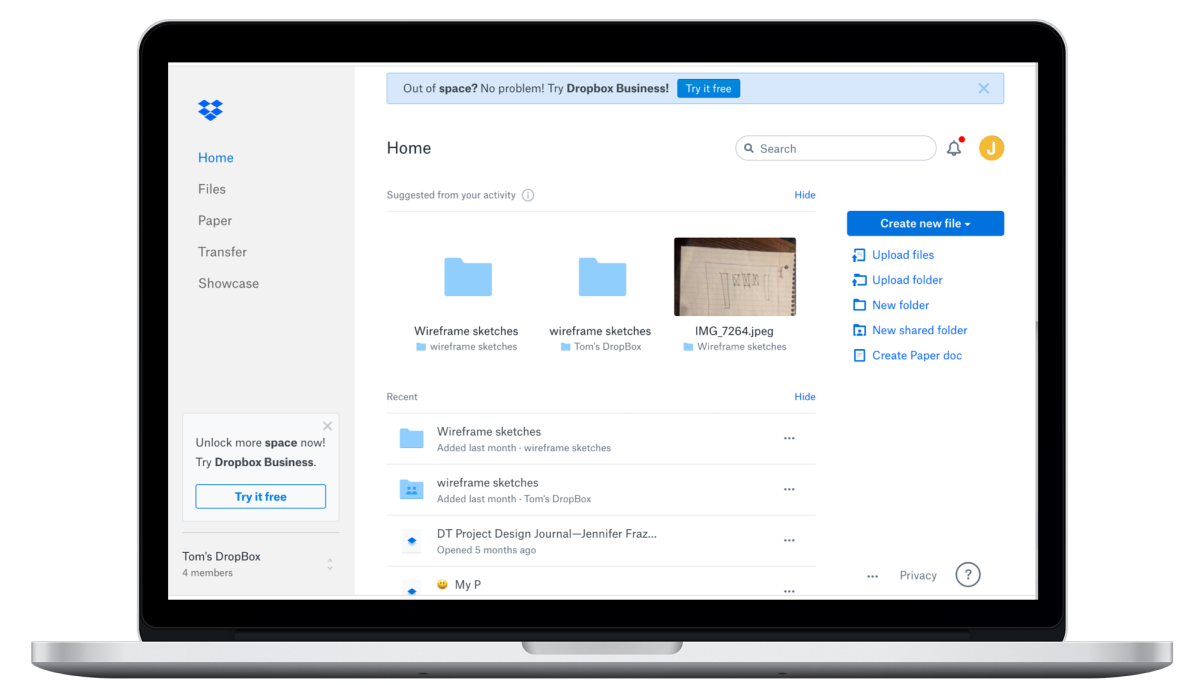 Out of space? No problem! Try Dropbox Business! Try it free
Home
Files
Paper
Transfer
Showcase
Unlock more space now!
Try Dropbox Business.
Try it free
Tom's DropBox
4 members
Home
Search
J
Suggested from your activity
Hide
Wireframe sketches
wireframe sketches
wireframe sketches
Tom's DropBox
IMG_7264.jpeg
Wireframe sketches
Recent
Hide
Wireframe sketches
Added last month · wireframe sketches
wireframe sketches
Added last month · Tom's DropBox
DT Project Design Journal—Jennifer Fraz...
Opened 5 months ago
😃 My P
Create new file
Upload files
Upload folder
New folder
New shared folder
Create Paper doc
... Privacy ?